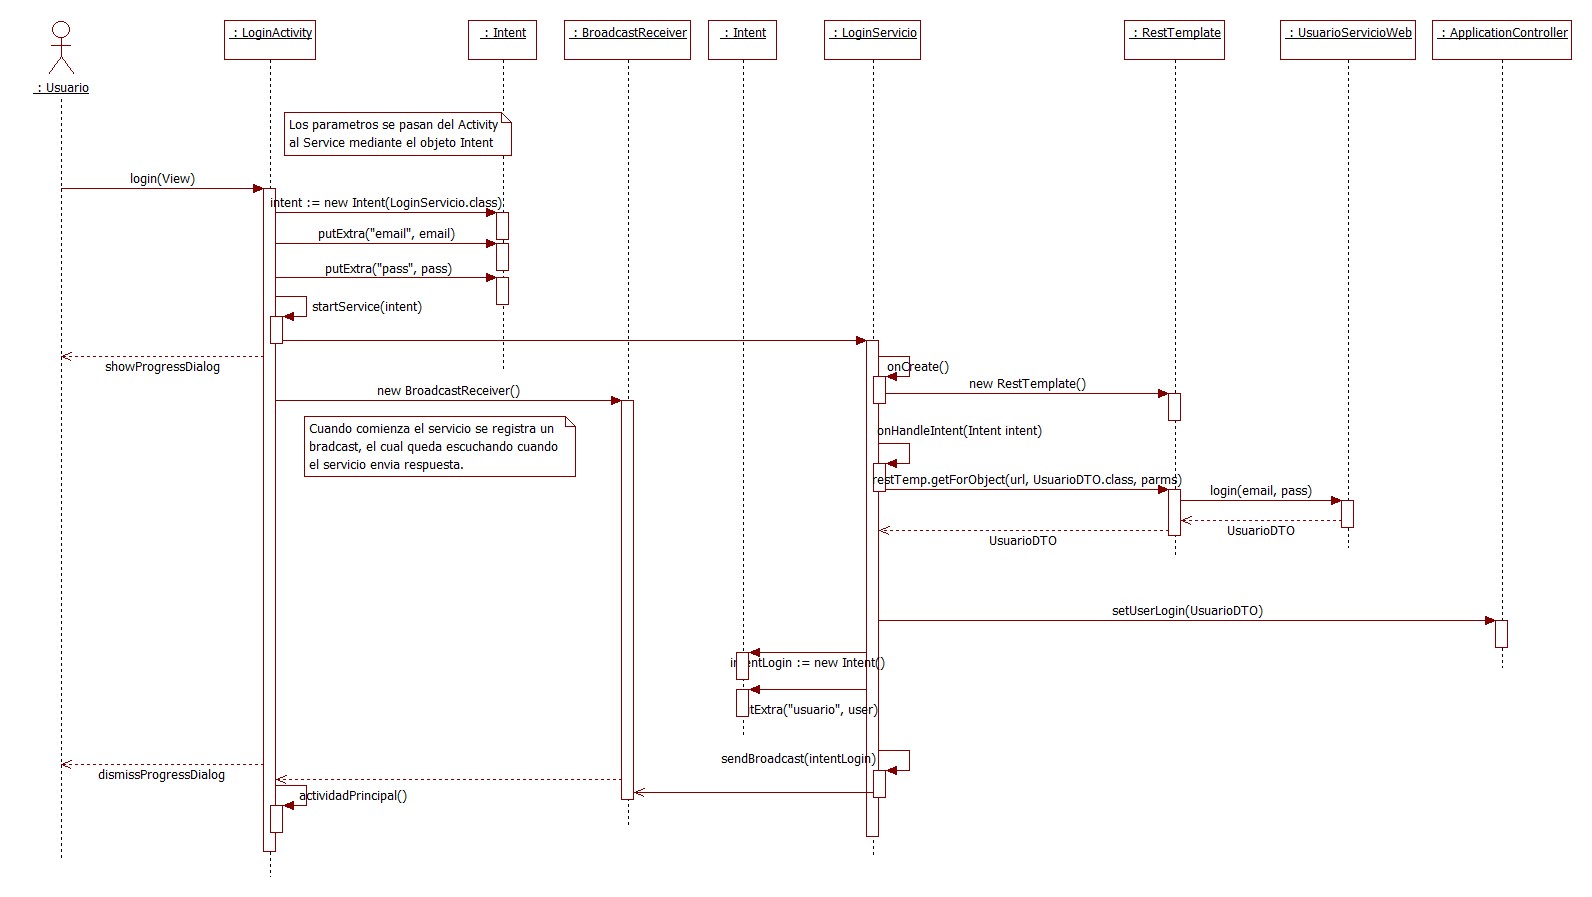 : LoginActivity
: Intent
: BroadcastReceiver
: Intent
: LoginServicio
: RestTemplate
: UsuarioServicioWeb
: ApplicationController
: Usuario
Los parametros se pasan del Activity
al Service mediante el objeto Intent
login(View)
intent := new Intent(LoginServicio.class)
putExtra("email", email)
putExtra("pass", pass)
startService(intent)
showProgressDialog
onCreate()
new RestTemplate()
new BroadcastReceiver()
Cuando comienza el servicio se registra un
bradcast, el cual queda escuchando cuando
el servicio envia respuesta.
onHandleIntent(Intent intent)
restTemp.getForObject(url, UsuarioDTO.class, parms)
login(email, pass)
UsuarioDTO
UsuarioDTO
setUserLogin(UsuarioDTO)
intentLogin := new Intent()
tExtra("usuario", user)
sendBroadcast(intentLogin)
dismissProgressDialog
actividadPrincipal()